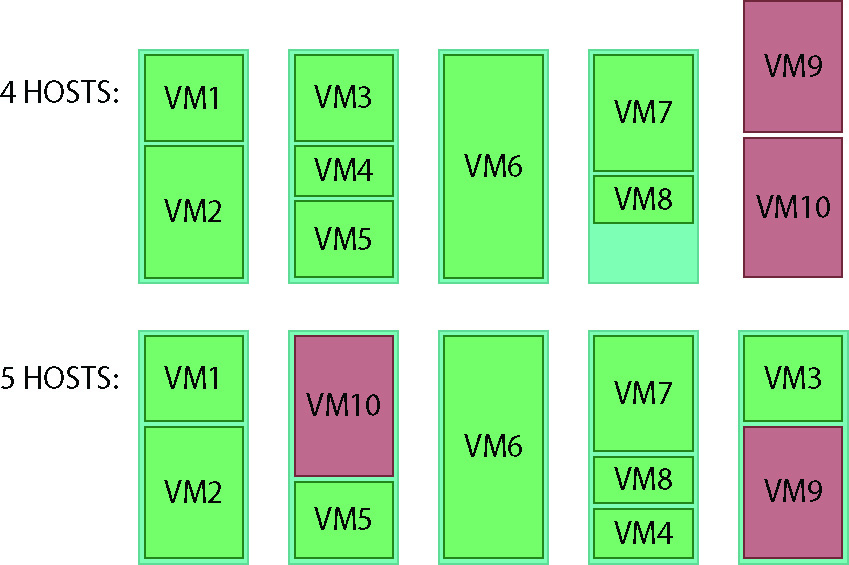 4 HOSTS:
VM1
VM2
VM3
VM4
VM5
VM6
VM7
VM8
VM9
VM10
5 HOSTS:
VM1
VM2
VM10
VM5
VM6
VM7
VM8
VM4
VM3
VM9